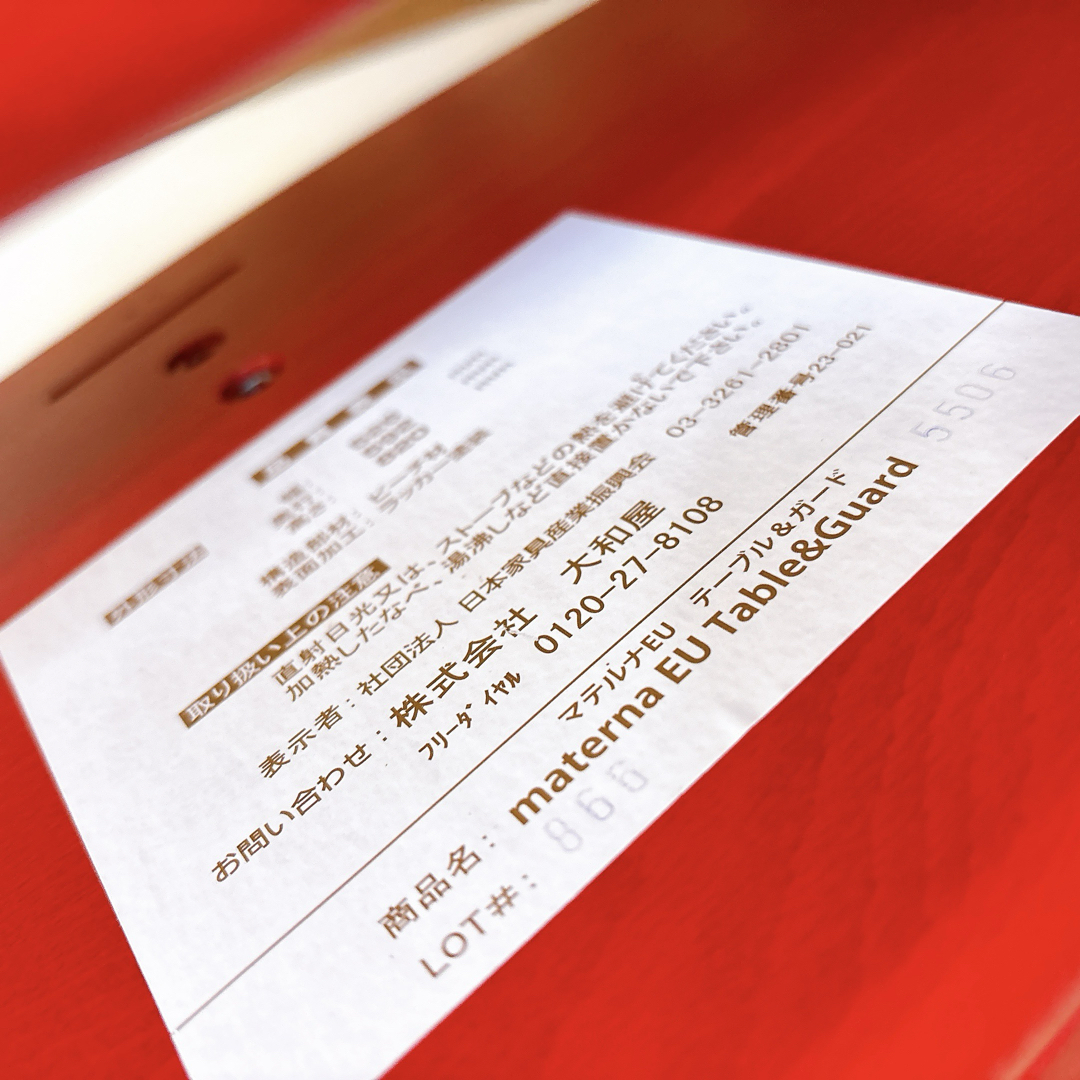 構造部材: ビーチ材
表面加工: ラッカー塗装
取り扱い上の注意
直射日光又は、ストーブなどの熱を避けてください。
加熱したなべ、湯沸しなど直接置かないで下さい。
表示者:社団法人 日本家具産業振興会 03-3261-2801
お問い合わせ:株式会社 大和屋 管理番号23-021
フリーダイヤル 0120-27-8108
マテルナEU テーブル&ガード
商品名: materna EU Table&Guard
LOT#: 866 5506